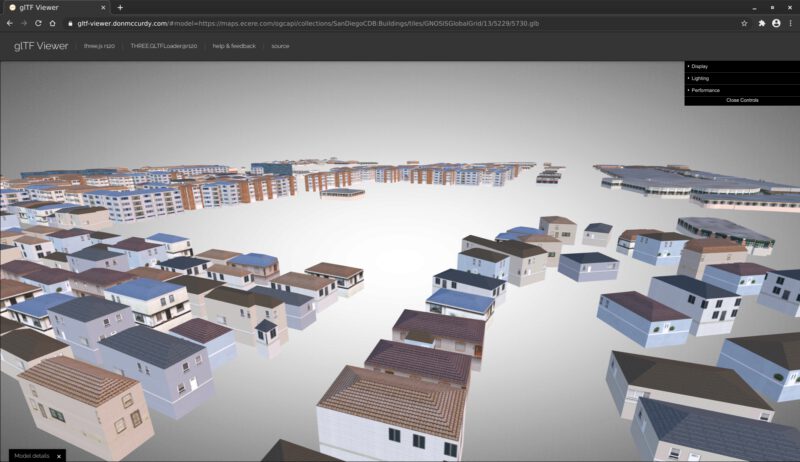 glTF Viewer
gltf-viewer.donmccurdy.com/#model=https://maps.ecere.com/ogcapi/collections/SanDiegoCDB:Buildings/tiles/GNOSISGlobalGrid/13/5229/5730.glb
glTF Viewer three.js r120 THREE.GLTFLoader@r120 help & feedback source
Display
Lighting
Performance
Close Controls
Model details